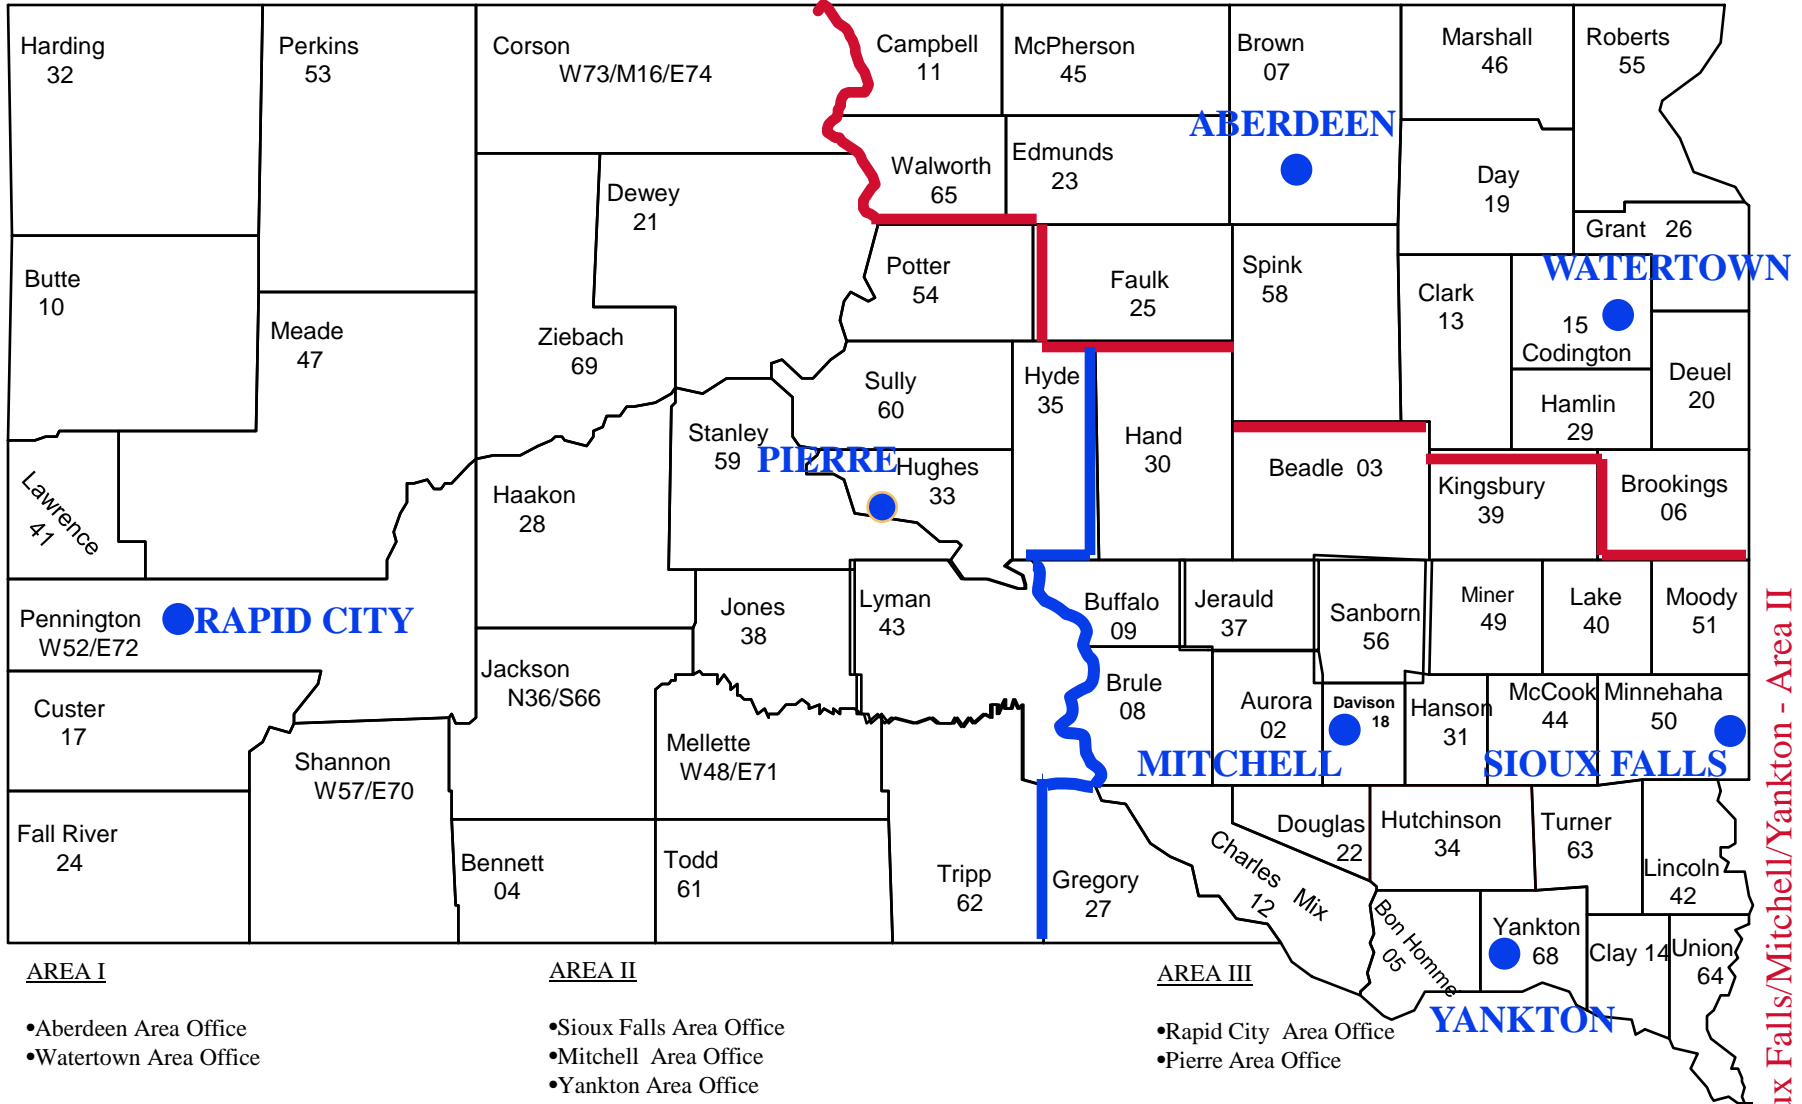 Harding
32
Perkins
53
Corson
W73/M16/E74
Campbell
11
McPherson
45
Brown
07
Marshall
46
Roberts
55
ABERDEEN
Walworth
65
Edmunds
23
Day
19
Dewey
21
Grant 26
WATERTOWN
Butte
10
Meade
47
Ziebach
69
Potter
54
Faulk
25
Spink
58
Clark
13
15
Codington
Deuel
20
Sully
60
Hyde
35
Hamlin
29
Stanley
59
PIERRE
Hughes
33
Hand
30
Beadle 03
Kingsbury
39
Brookings
06
Lawrence
41
Haakon
28
Pennington
W52/E72
RAPID CITY
Jones
38
Lyman
43
Buffalo
09
Jerauld
37
Sanborn
56
Miner
49
Lake
40
Moody
51
Jackson
N36/S66
Custer
17
Brule
08
Aurora
02
Davison
18
Hanson
31
McCook
44
Minnehaha
50
Shannon
W57/E70
Mellette
W48/E71
MITCHELL
SIOUX FALLS
Fall River
24
Bennett
04
Todd
61
Tripp
62
Gregory
27
Charles Mix
12
Douglas
22
Hutchinson
34
Turner
63
Lincoln
42
Bon Homme
05
Yankton
68
Clay 14
Union
64
YANKTON
ux Falls/Mitchell/Yankton - Area II
AREA I
•Aberdeen Area Office
•Watertown Area Office
AREA II
•Sioux Falls Area Office
•Mitchell Area Office
•Yankton Area Office
AREA III
•Rapid City Area Office
•Pierre Area Office